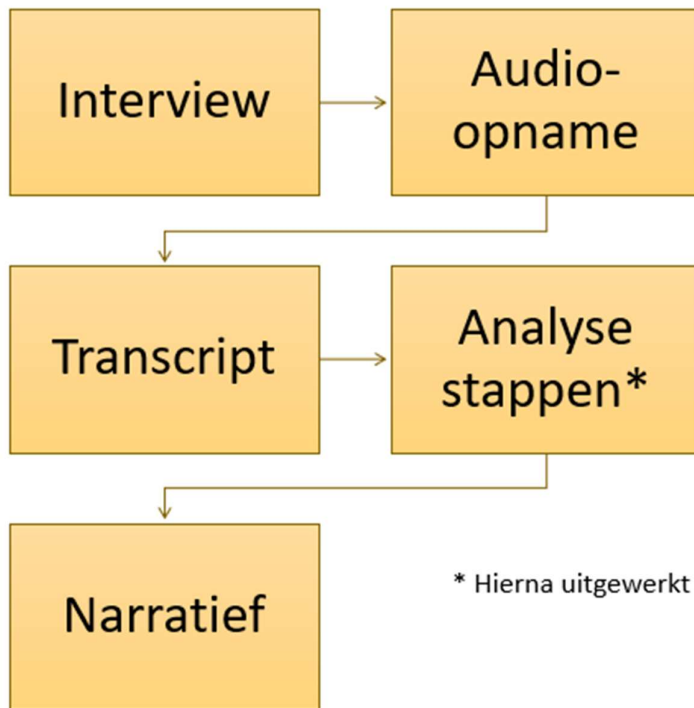 Interview
Audio-
opname
Transcript
Analyse
stappen*
Narratief
* Hierna uitgewerkt